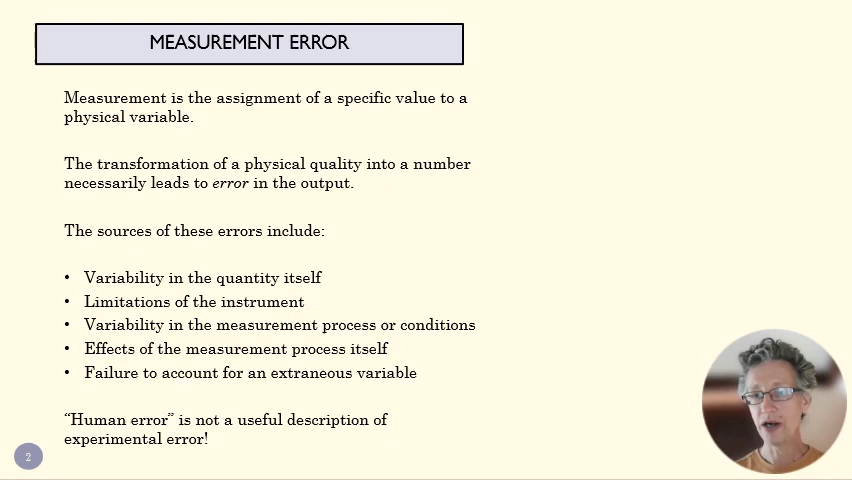 MEASUREMENT ERROR
Measurement is the assignment of a specific value to a
physical variable.
The transformation of a physical quality into a number
necessarily leads to error in the output.
The sources of these errors include:
• Variability in the quantity itself
• Limitations of the instrument
• Variability in the measurement process or conditions
• Effects of the measurement process itself
• Failure to account for an extraneous variable
“Human error” is not a useful description of
experimental error!
2